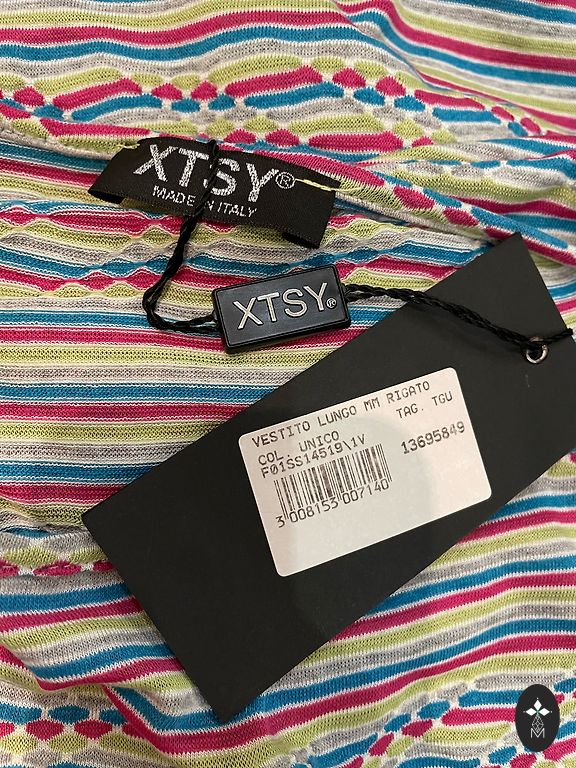 XTSY®
MADE IN ITALY
XTSY®
VESTITO LUNGO MM RIGATO
COL. UNICO TAG. TGU
F01SS14519\1V 13695849
3 008153 007140